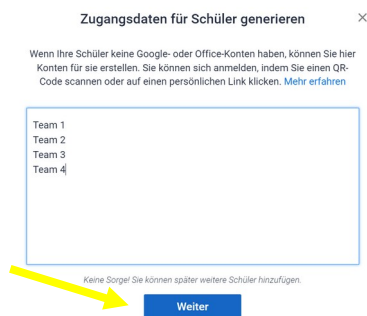 Zugangsdaten für Schüler generieren
Wenn Ihre Schüler keine Google- oder Office-Konten haben, können Sie hier
Konten für sie erstellen. Sie können sich anmelden, indem Sie einen QR-
Code scannen oder auf einen persönlichen Link klicken. Mehr erfahren
Team 1
Team 2
Team 3
Team 4
Keine Sorge! Sie können später weitere Schüler hinzufügen.
Weiter